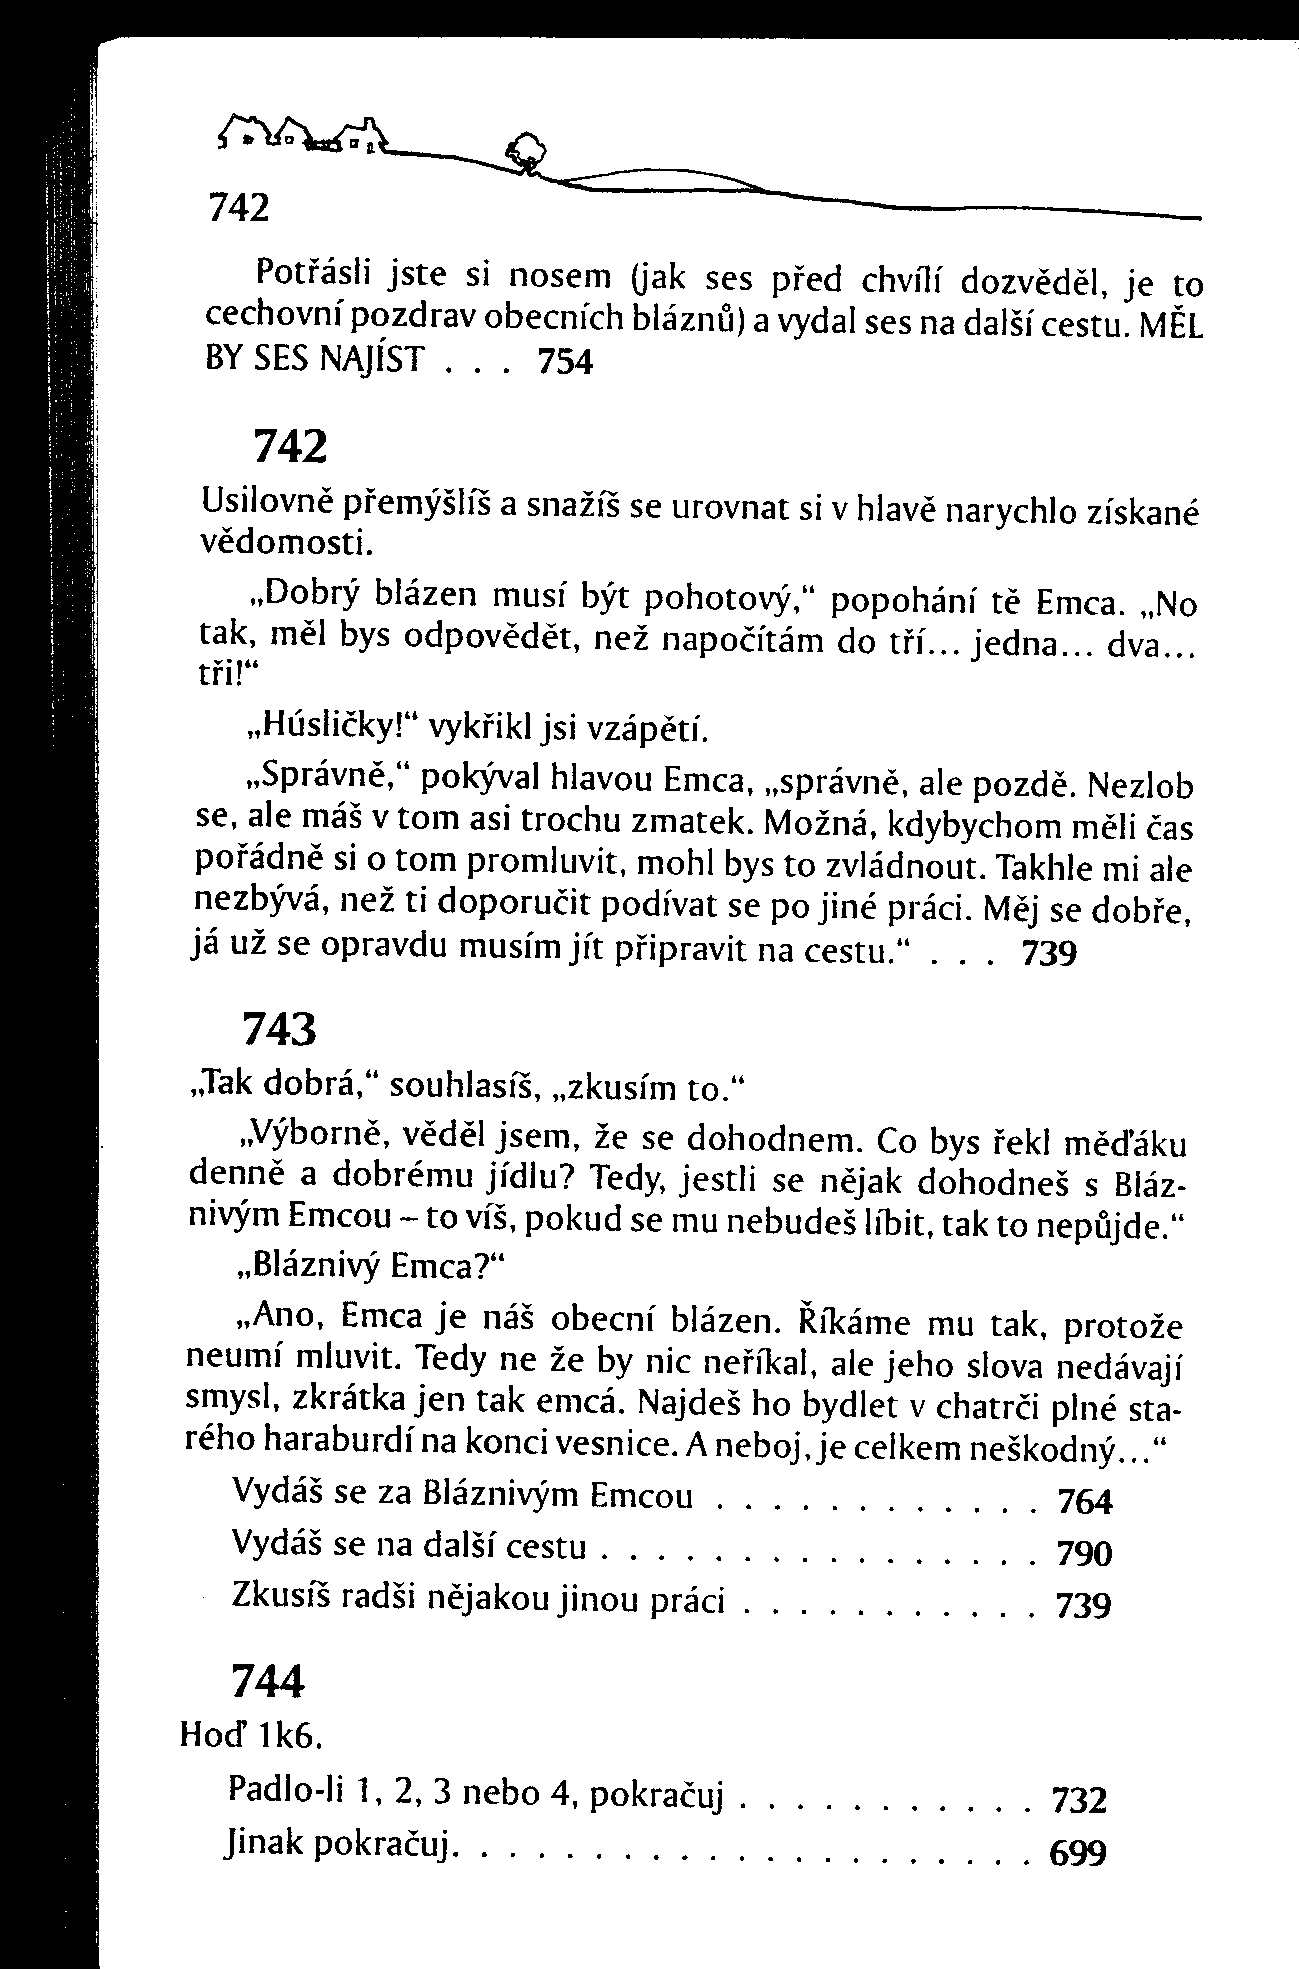 742
Potřásli jste si nosem (jak ses před chvílí dozvěděl, je to
cechovní pozdrav obecních bláznů) a vydal ses na další cestu. MĚL
BY SES NAJÍST . . . 754
742
Usilovně přemýšlíš a snažíš se urovnat si v hlavě narychlo získané
vědomosti.
„Dobrý blázen musí být pohotový,“ popohání tě Emca. „No
tak, měl bys odpovědět, než napočítám do tří... jedna... dva...
tři!“
„Húsličky!“ vykřikl jsi vzápětí.
„Správně,“ pokýval hlavou Emca, „správně, ale pozdě. Nezlob
se, ale máš v tom asi trochu zmatek. Možná, kdybychom měli čas
pořádně si o tom promluvit, mohl bys to zvládnout. Takhle mi ale
nezbývá, než ti doporučit podívat se po jiné práci. Měj se dobře,
já už se opravdu musím jít připravit na cestu.“ . . . 739
743
„Tak dobrá,“ souhlasíš, „zkusím to.“
„Výborně, věděl jsem, že se dohodnem. Co bys řekl měďáku
denně a dobrému jídlu? Tedy, jestli se nějak dohodneš s Bláz-
nivým Emcou – to víš, pokud se mu nebudeš líbit, tak to nepůjde.“
„Bláznivý Emca?“
„Ano, Emca je náš obecní blázen. Říkáme mu tak, protože
neumí mluvit. Tedy ne že by nic neříkal, ale jeho slova nedávají
smysl, zkrátka jen tak emcá. Najdeš ho bydlet v chatrči plné sta-
rého haraburdí na konci vesnice. A neboj, je celkem neškodný...“
Vydáš se za Bláznivým Emcou . . . . . . . . . . . . 764
Vydáš se na další cestu . . . . . . . . . . . . . . . . 790
Zkusíš radši nějakou jinou práci . . . . . . . . . . . 739
744
Hoď 1k6.
Padlo-li 1, 2, 3 nebo 4, pokračuj . . . . . . . . . . . 732
Jinak pokračuj. . . . . . . . . . . . . . . . . . . . . 699